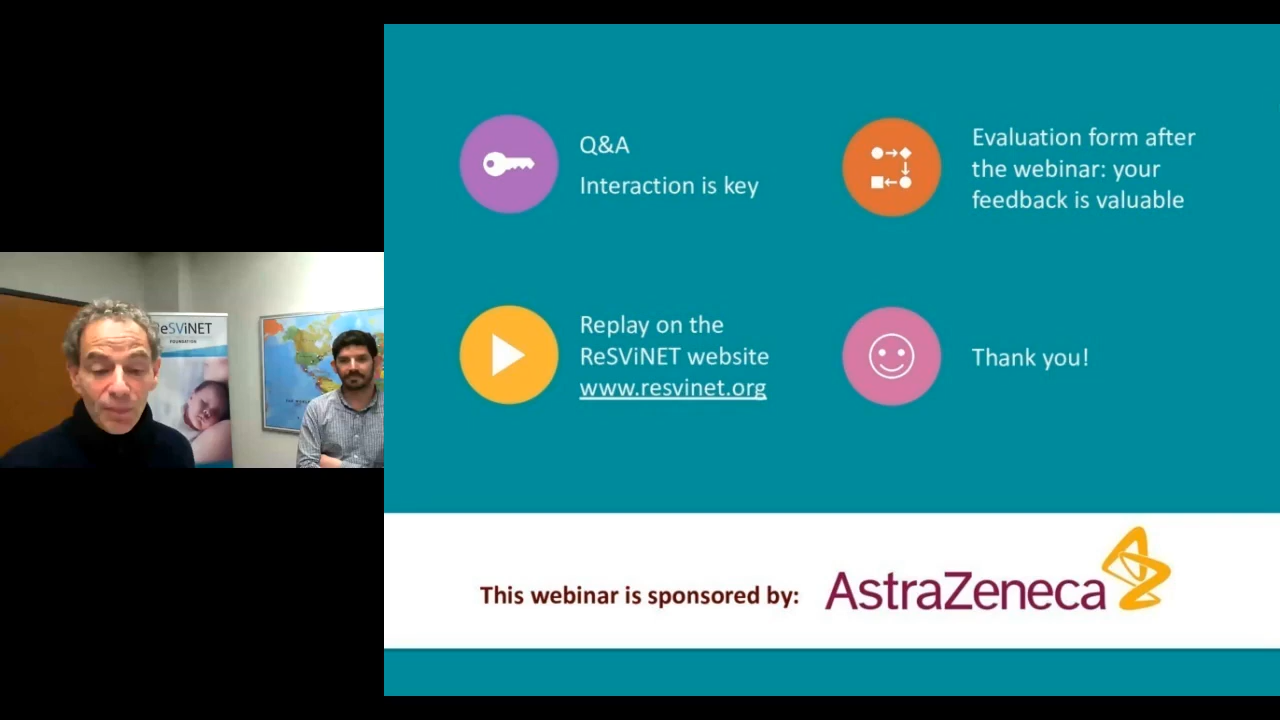 Q&A
Interaction is key
Evaluation form after
the webinar: your
feedback is valuable
Replay on the
ReSViNET website
www.resvinet.org
Thank you!
This webinar is sponsored by:
AstraZeneca
eSViNET
FOUNDATION